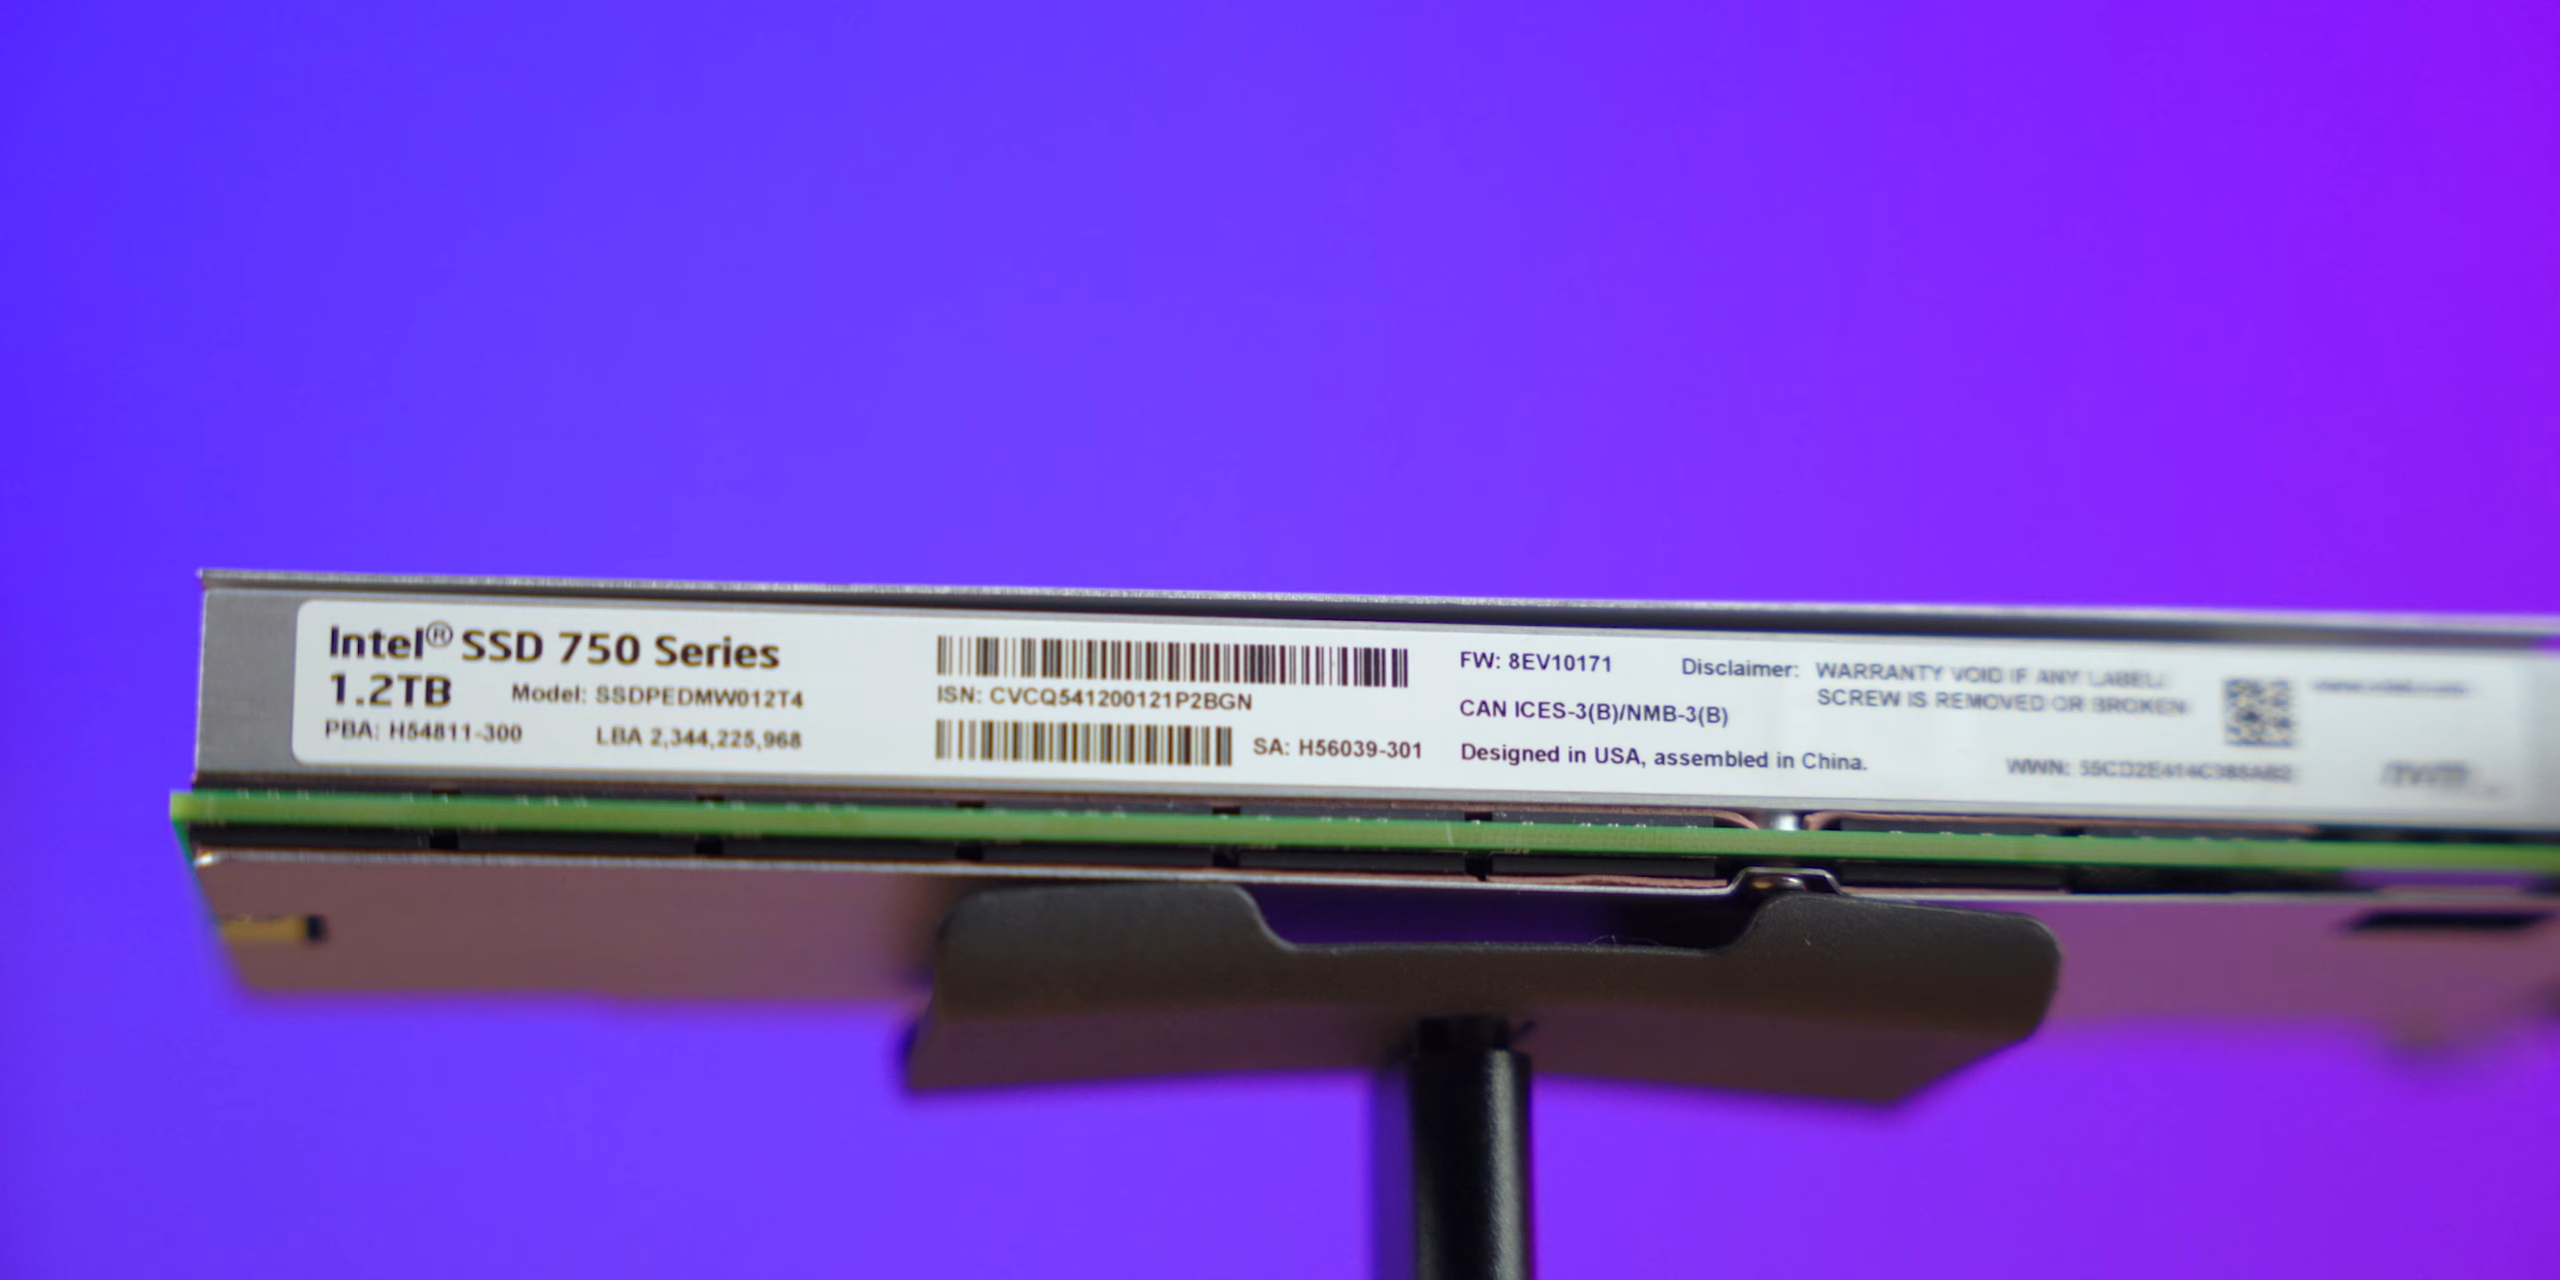 Intel® SSD 750 Series
1.2TB Model: SSDPEDMW012T4
PBA: H54811-300 LBA 2,344,225,968
ISN: CVCQ541200121P2BGN
SA: H56039-301
FW: 8EV10171
CAN ICES-3(B)/NMB-3(B)
Designed in USA, assembled in China.
Disclaimer: WARRANTY VOID IF ANY LABEL/
SCREW IS REMOVED OR BROKEN
WWN: